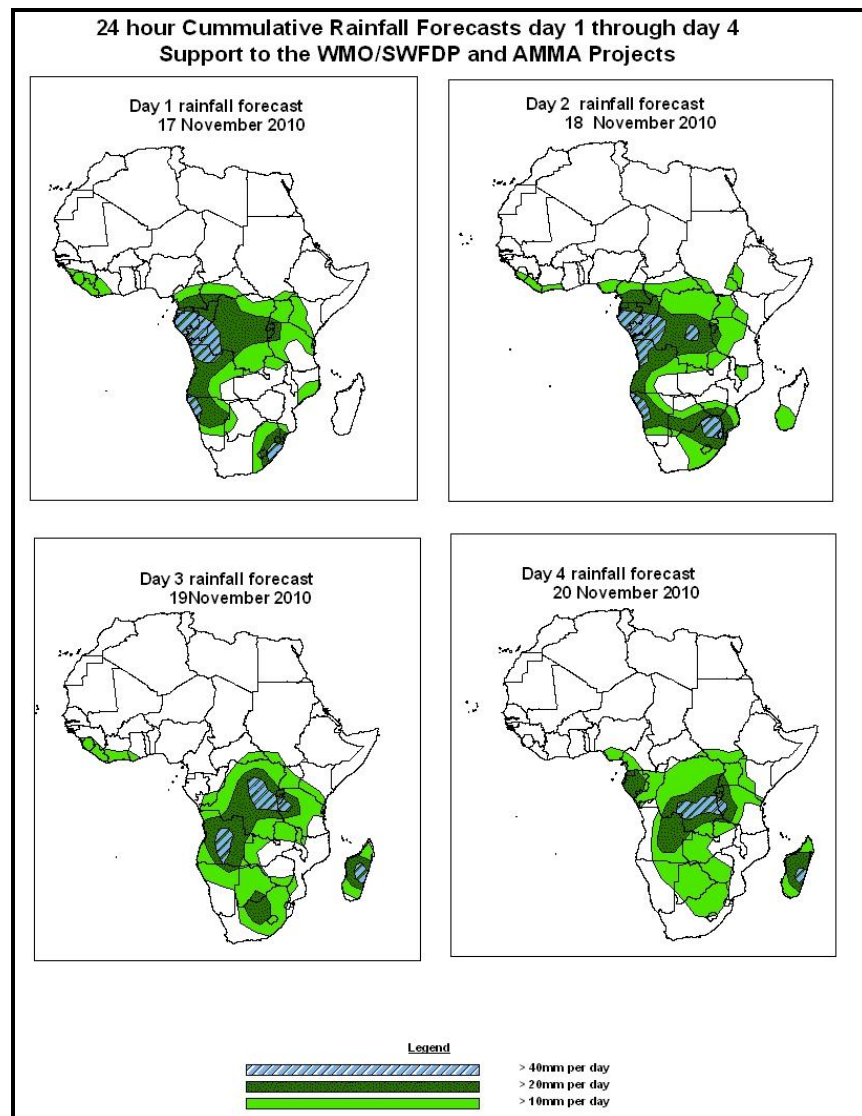 24 hour Cummulative Rainfall Forecasts day 1 through day 4
Support to the WMO/SWFDP and AMMA Projects
Day 1 rainfall forecast
17 November 2010
Day 2 rainfall forecast
18 November 2010
Day 3 rainfall forecast
19November 2010
Day 4 rainfall forecast
20 November 2010
Legend
> 40mm per day
> 20mm per day
> 10mm per day